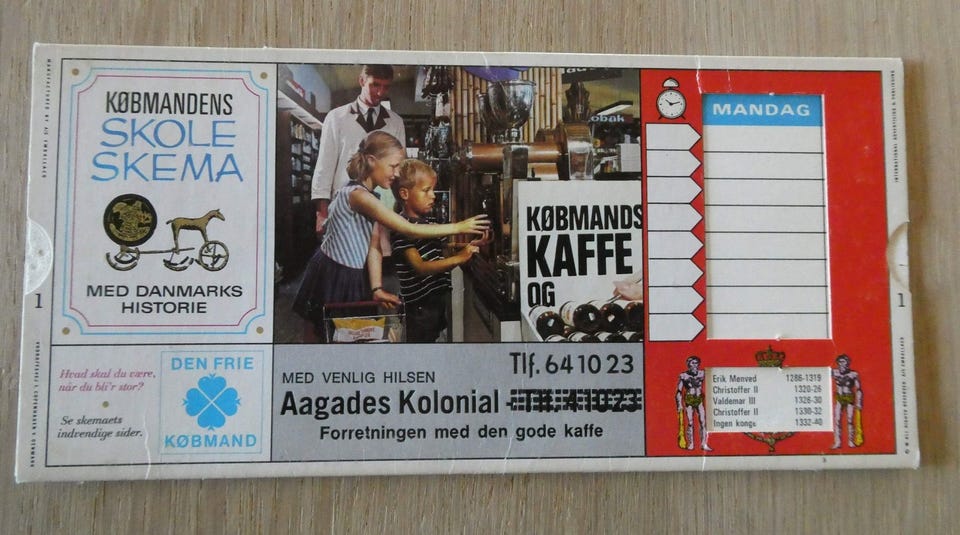 KØBMANDENS
SKOLE
SKEMA
MED DANMARKS
HISTORIE
1
Hvad skal du være,
når du bli'r stor?
Se skemaets
indvendige sider.
DEN FRIE
KØBMAND
obak
KØBMANDS
KAFFE
OG
MED VENLIG HILSEN
Tlf. 64 10 23
Aagades Kolonial
Forretningen med den gode kaffe
MANDAG
Erik Menved 1286-1319
Christoffer II 1320-26
Valdemar III 1326-30
Christoffer II 1330-32
Ingen konge 1332-40
1